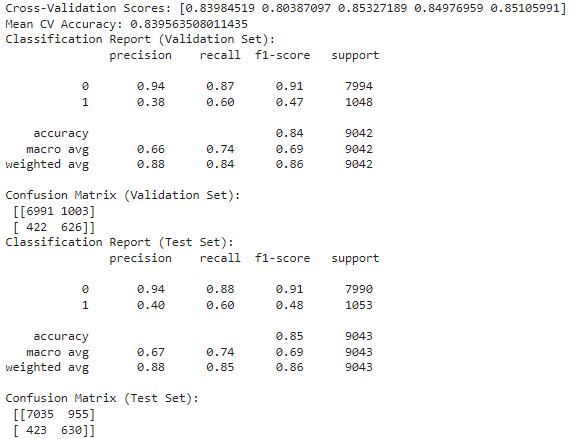 Cross-Validation Scores: [0.83984519 0.80387097 0.85327189 0.84976959 0.85105991]
Mean CV Accuracy: 0.839563508011435
Classification Report (Validation Set):
              precision    recall  f1-score   support

           0       0.94      0.87      0.91      7994
           1       0.38      0.60      0.47      1048

    accuracy                           0.84      9042
   macro avg       0.66      0.74      0.69      9042
weighted avg       0.88      0.84      0.86      9042

Confusion Matrix (Validation Set):
 [[6991 1003]
 [ 422  626]]
Classification Report (Test Set):
              precision    recall  f1-score   support

           0       0.94      0.88      0.91      7990
           1       0.40      0.60      0.48      1053

    accuracy                           0.85      9043
   macro avg       0.67      0.74      0.69      9043
weighted avg       0.88      0.85      0.86      9043

Confusion Matrix (Test Set):
 [[7035  955]
 [ 423  630]]